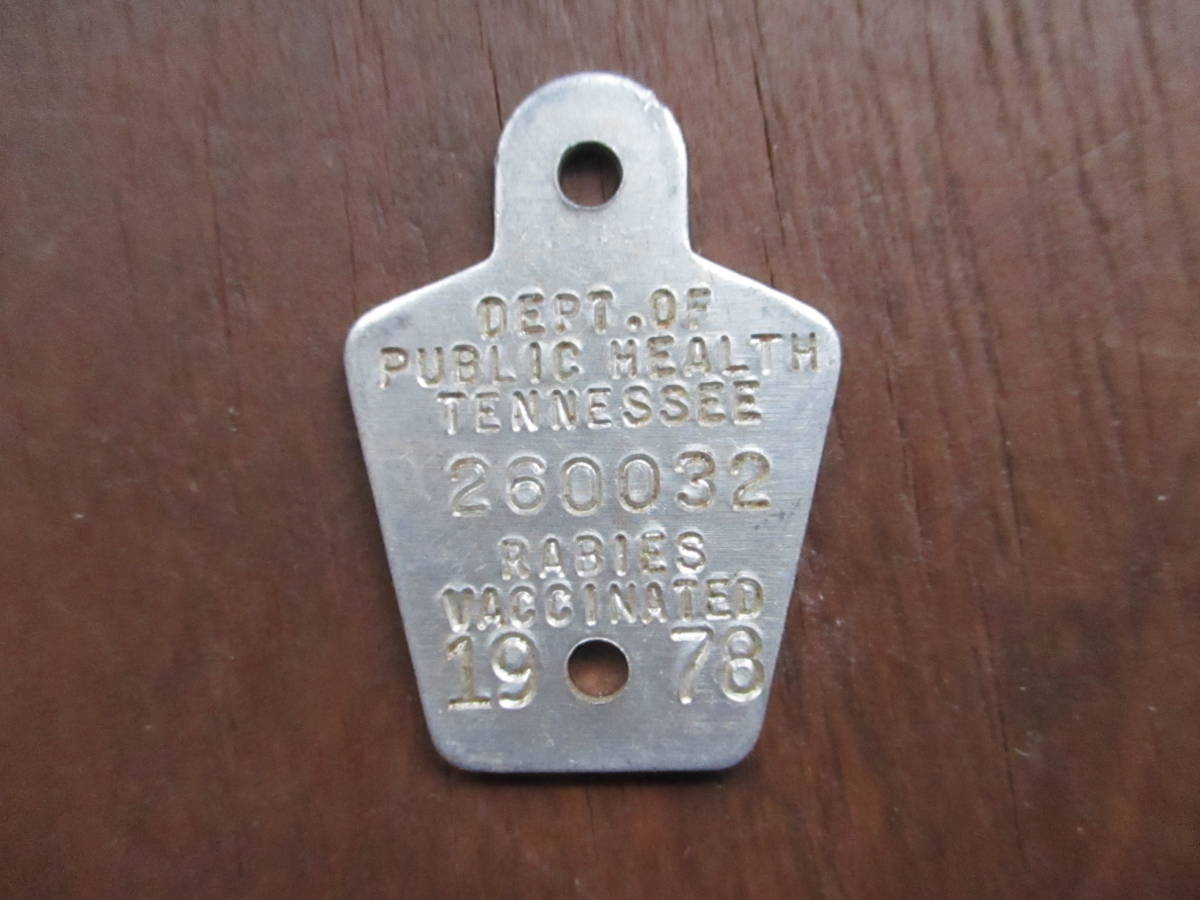 DEPT. OF
PUBLIC HEALTH
TENNESSEE
260032
RABIES
VACCINATED
19 78